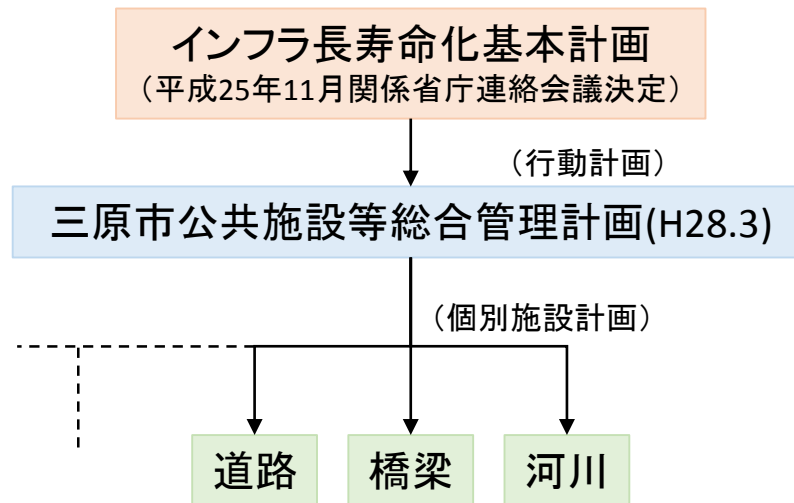 インフラ長寿命化基本計画
（平成25年11月関係省庁連絡会議決定）
（行動計画）
三原市公共施設等総合管理計画(H28.3)
（個別施設計画）
道路
橋梁
河川